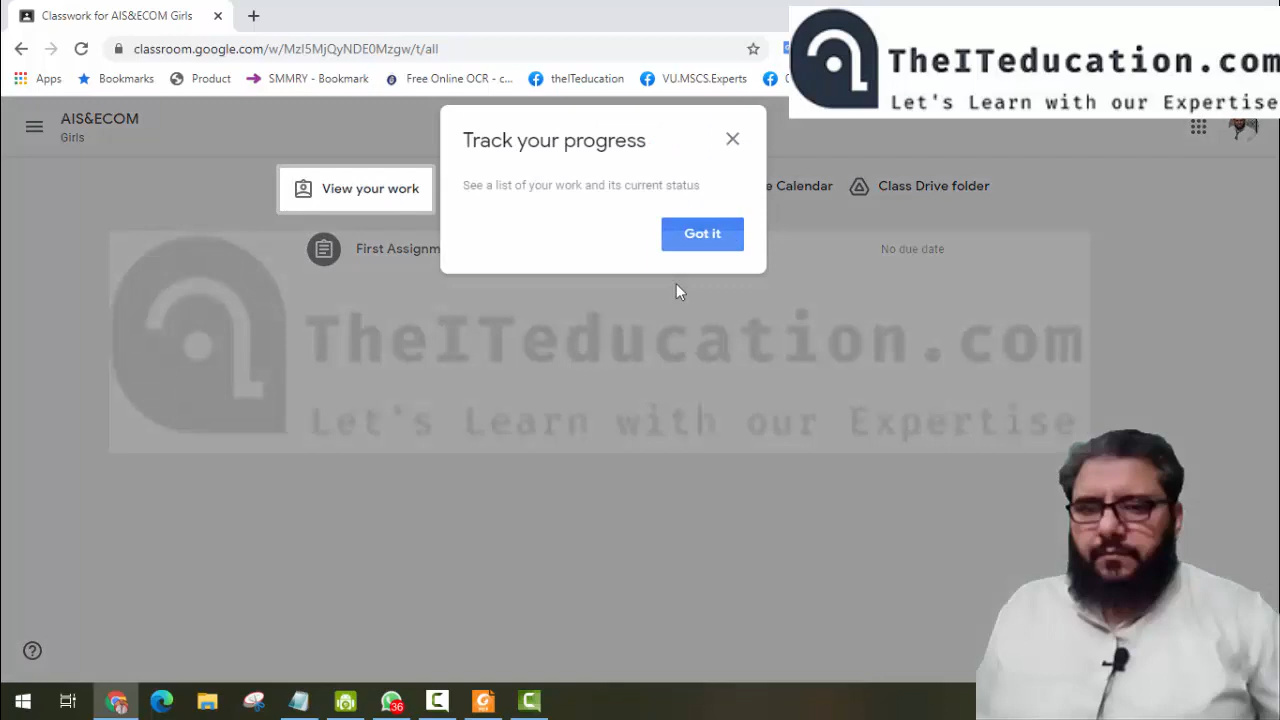 Classwork for AIS&ECOM Girls
classroom.google.com/w/MzI5MjQyNDE0Mzgw/t/all
Apps
Bookmarks
Product
SMMRY - Bookmark
Free Online OCR - c...
theITeducation
VU.MSCS.Experts
TheITeducation.com
Let's Learn with our Expertise
AIS&ECOM
Girls
Track your progress
See a list of your work and its current status
Got it
View your work
Calendar
Class Drive folder
First Assignm
No due date
TheITeducation.com
Let's Learn with our Expertise
36